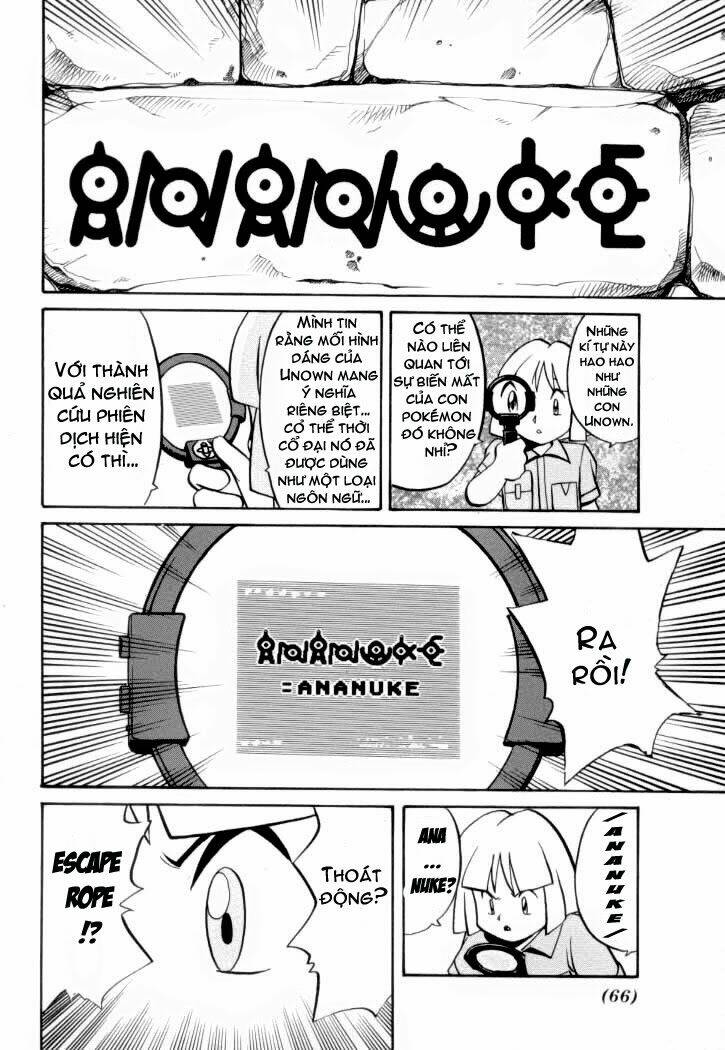 ANANUKE
NHỮNG
KÍ TỰ NÀY
HAO HAO
NHƯ
NHỮNG
CON
UNOWN.
CÓ THỂ
NÀO LIÊN
QUAN TỚI
SỰ BIẾN MẤT
CỦA CON
POKÉMON
ĐÓ KHÔNG
NHỈ?
MÌNH TIN
RẰNG MỖI HÌNH
DÁNG CỦA
UNOWN MANG
Ý NGHĨA
RIÊNG BIỆT...
CƠ THỂ THỜI
CỔ ĐẠI NÓ ĐÃ
ĐƯỢC DÙNG
NHƯ MỘT LOẠI
NGÔN NGỮ...
VỚI THÀNH
QUẢ NGHIÊN
CỨU PHIÊN
DỊCH HIỆN
CÓ THÌ...
RA
RỒI!
ANANUKE
=ANANUKE
/ANANUKE/
ANA
...
NUKE?
THOÁT
ĐỘNG?
ESCAPE
ROPE
!?
(66)